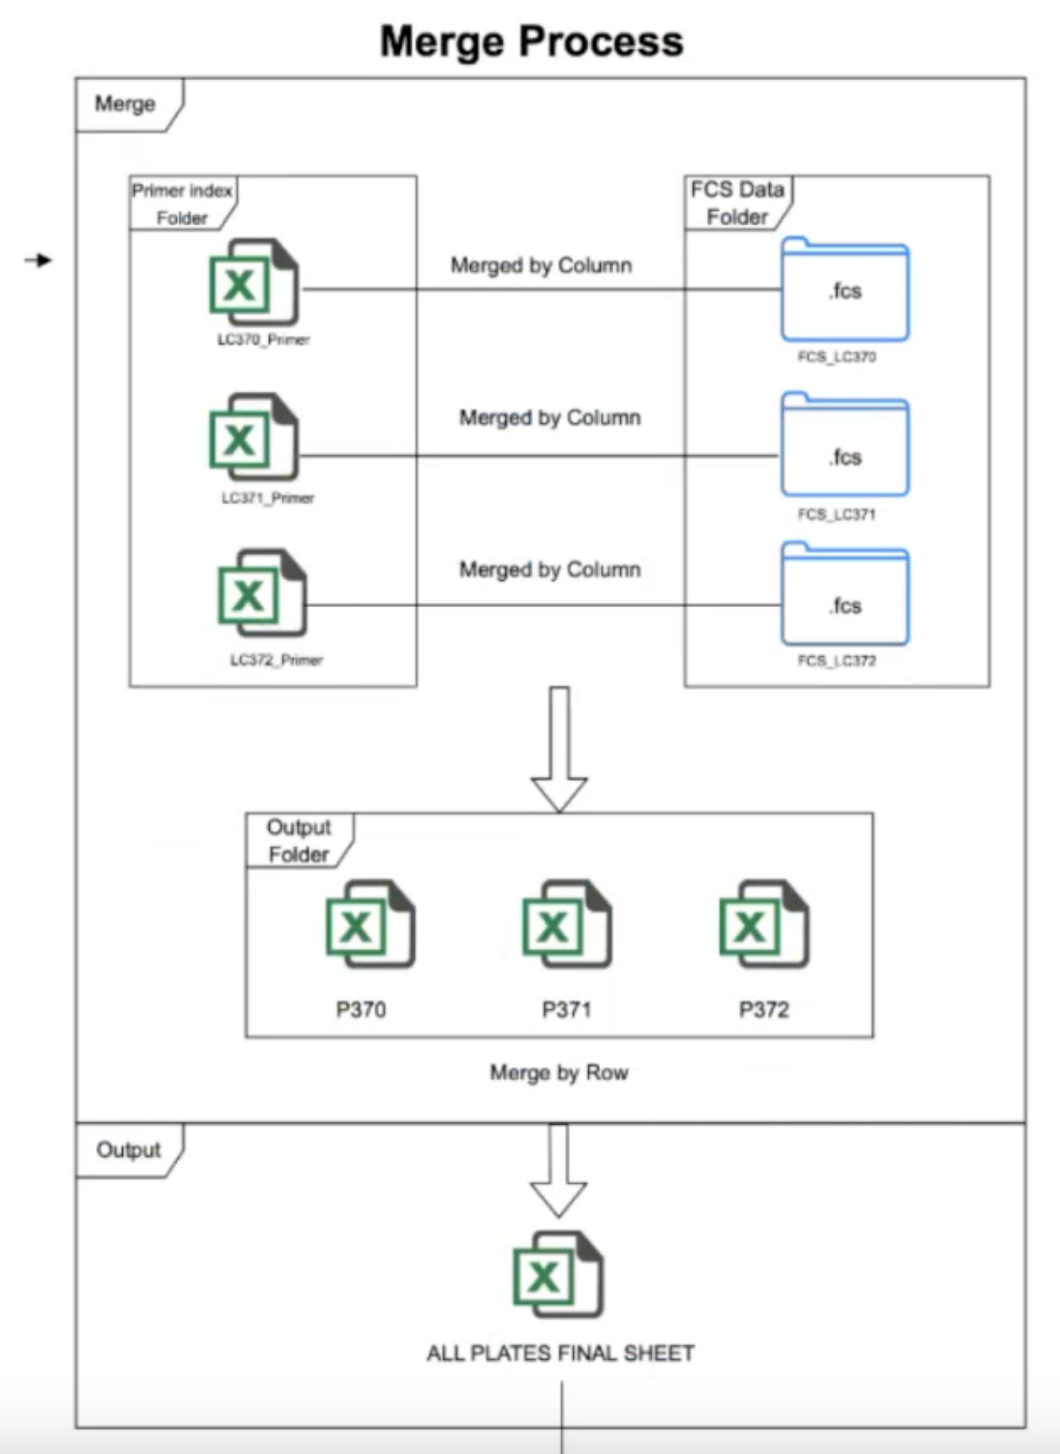 Merge Process
Merge
Primer index
Folder
FCS Data
Folder
X
Merged by Column
.fcs
LC370_Primer
FCS_LC370
X
Merged by Column
.fcs
LC371_Primer
FCS_LC371
X
Merged by Column
.fcs
LC372_Primer
FCS_LC372
Output
Folder
X
X
X
P370
P371
P372
Merge by Row
Output
X
ALL PLATES FINAL SHEET